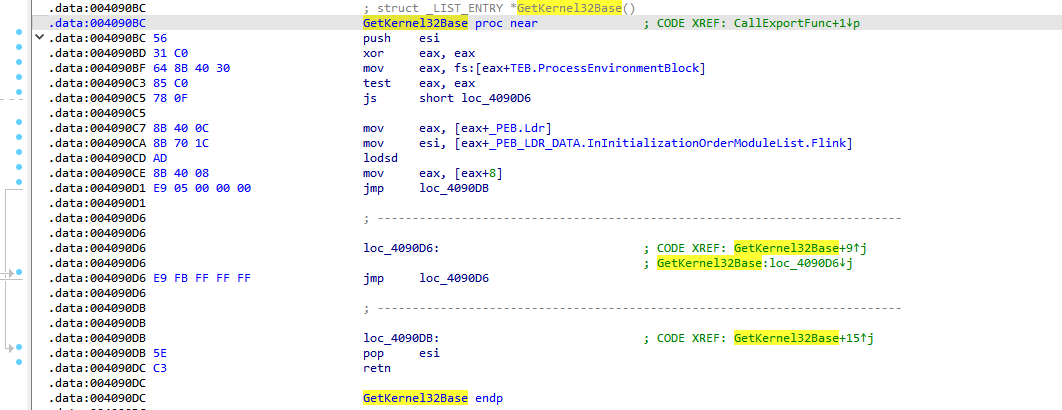 .data:004090BC ; struct _LIST_ENTRY *GetKernel32Base()
.data:004090BC GetKernel32Base proc near ; CODE XREF: CallExportFunc+1↓p
.data:004090BC 56 push esi
.data:004090BD 31 C0 xor eax, eax
.data:004090BF 64 8B 40 30 mov eax, fs:[eax+TEB.ProcessEnvironmentBlock]
.data:004090C3 85 C0 test eax, eax
.data:004090C5 78 0F js short loc_4090D6
.data:004090C5
.data:004090C7 8B 40 0C mov eax, [eax+_PEB.Ldr]
.data:004090CA 8B 70 1C mov esi, [eax+_PEB_LDR_DATA.InInitializationOrderModuleList.Flink]
.data:004090CD AD lodsd
.data:004090CE 8B 40 08 mov eax, [eax+8]
.data:004090D1 E9 05 00 00 00 jmp loc_4090DB
.data:004090D1
.data:004090D6 ; ---------------------------------------------------------------------------
.data:004090D6
.data:004090D6 loc_4090D6: ; CODE XREF: GetKernel32Base+9↑j
.data:004090D6 ; GetKernel32Base:loc_4090D6↓j
.data:004090D6 E9 FB FF FF FF jmp loc_4090D6
.data:004090D6
.data:004090DB ; ---------------------------------------------------------------------------
.data:004090DB
.data:004090DB loc_4090DB: ; CODE XREF: GetKernel32Base+15↑j
.data:004090DB 5E pop esi
.data:004090DC C3 retn
.data:004090DC
.data:004090DC GetKernel32Base endp